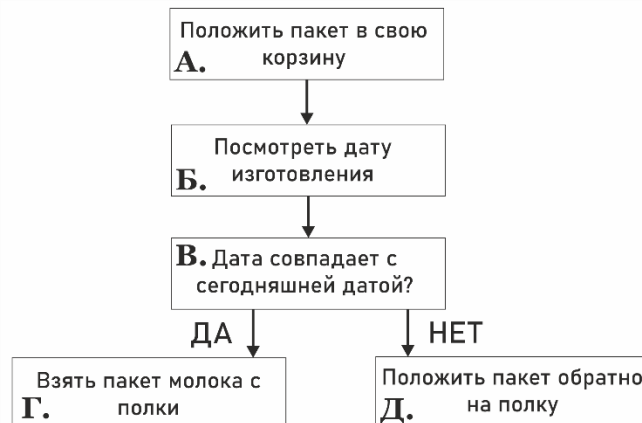 Положить пакет в свою
А. корзину
Посмотреть дату
Б. изготовления
В. Дата совпадает с
сегодняшней датой?
ДА
НЕТ
Взять пакет молока с
Г. полки
Положить пакет обратно
Д. на полку